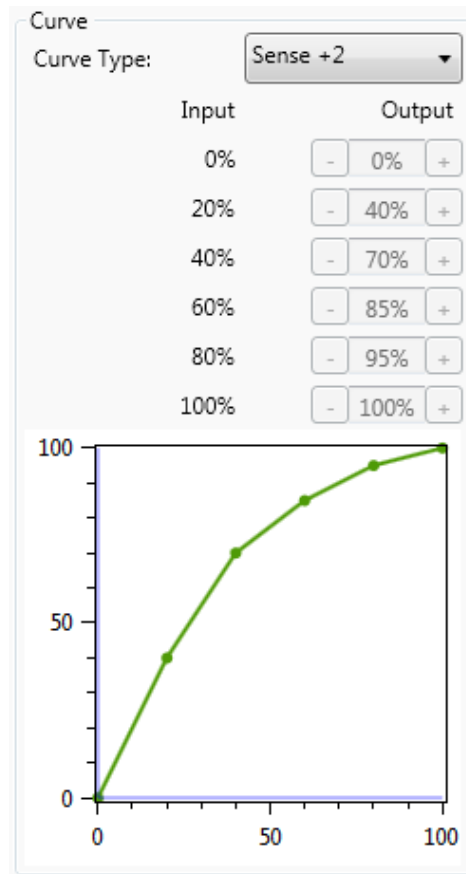 Curve
Curve Type: Sense +2
Input Output
0% - 0% +
20% - 40% +
40% - 70% +
60% - 85% +
80% - 95% +
100% - 100% +
100
50
0
0 50 100